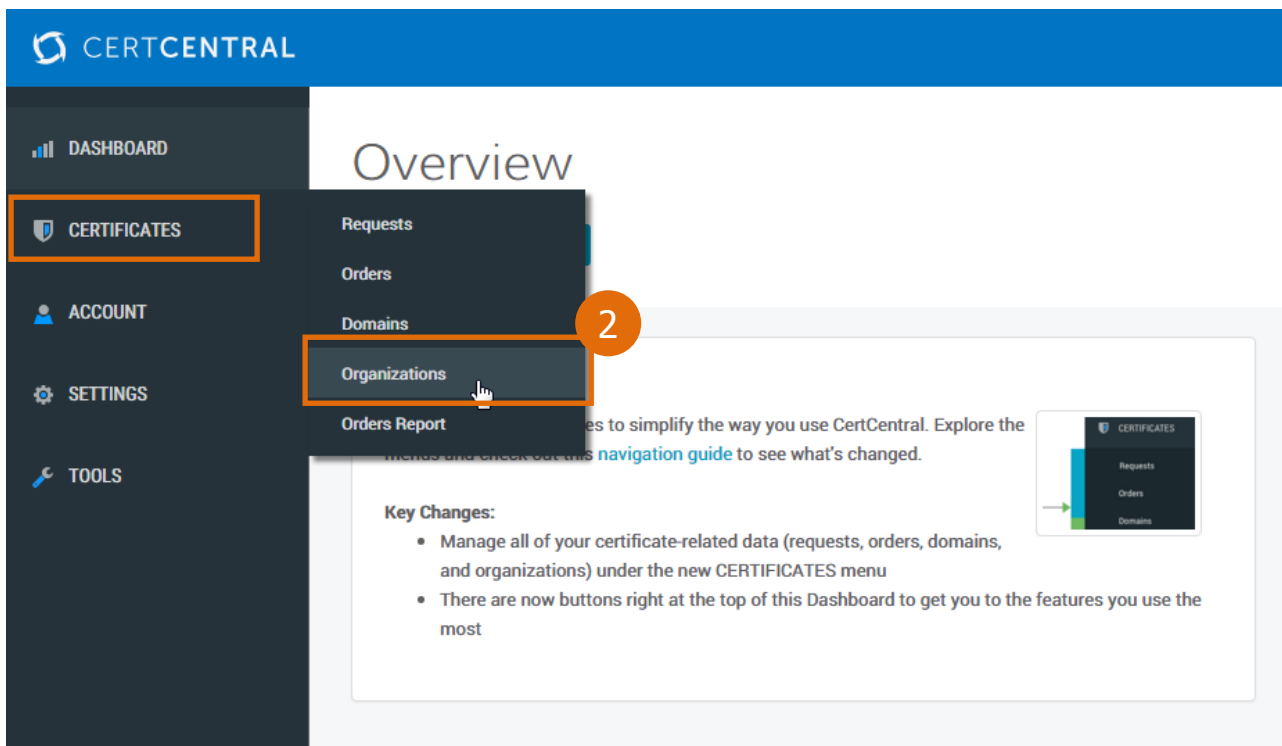 CERTCENTRAL
DASHBOARD
CERTIFICATES
ACCOUNT
SETTINGS
TOOLS
Overview
Requests
Orders
Domains
2
Organizations
Orders Report
es to simplify the way you use CertCentral. Explore the
s navigation guide to see what's changed.
Key Changes:
• Manage all of your certificate-related data (requests, orders, domains,
and organizations) under the new CERTIFICATES menu
• There are now buttons right at the top of this Dashboard to get you to the features you use the
most
CERTIFICATES
Requests
Orders
Domains